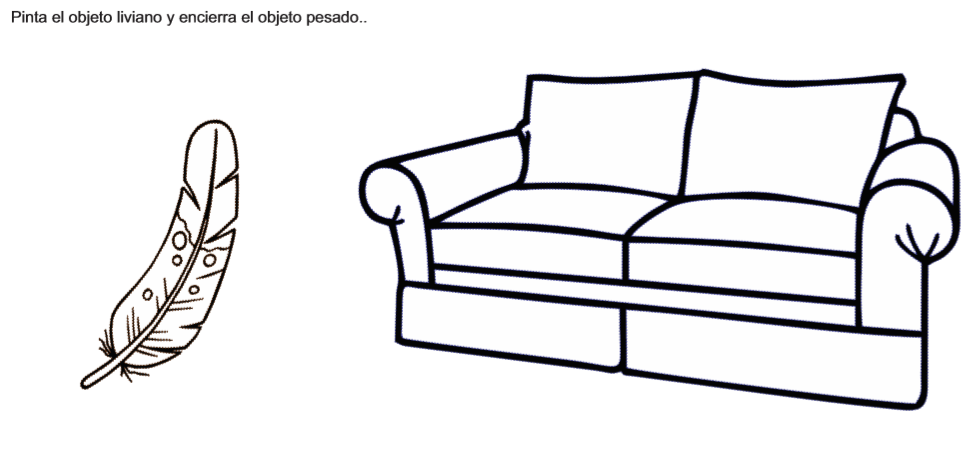 Pinta el objeto liviano y encierra el objeto pesado..